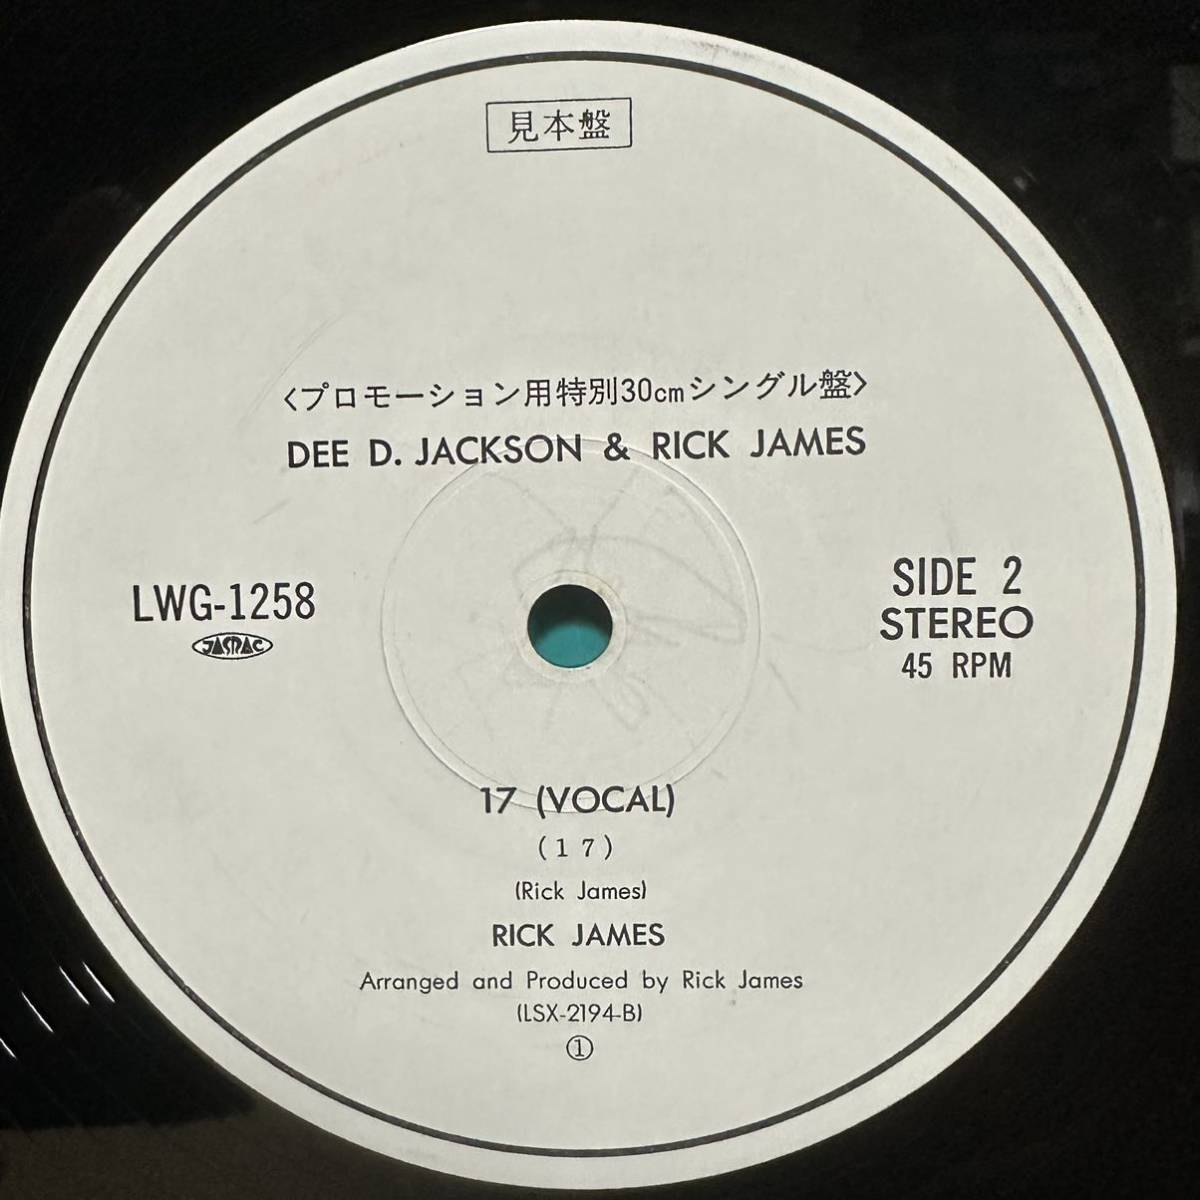 見本盤
〈プロモーション用特別30cmシングル盤〉
DEE D. JACKSON & RICK JAMES
LWG-1258
JASRAC
SIDE 2
STEREO
45 RPM
17 (VOCAL)
(17)
(Rick James)
RICK JAMES
Arranged and Produced by Rick James
(LSX-2194-B)
①